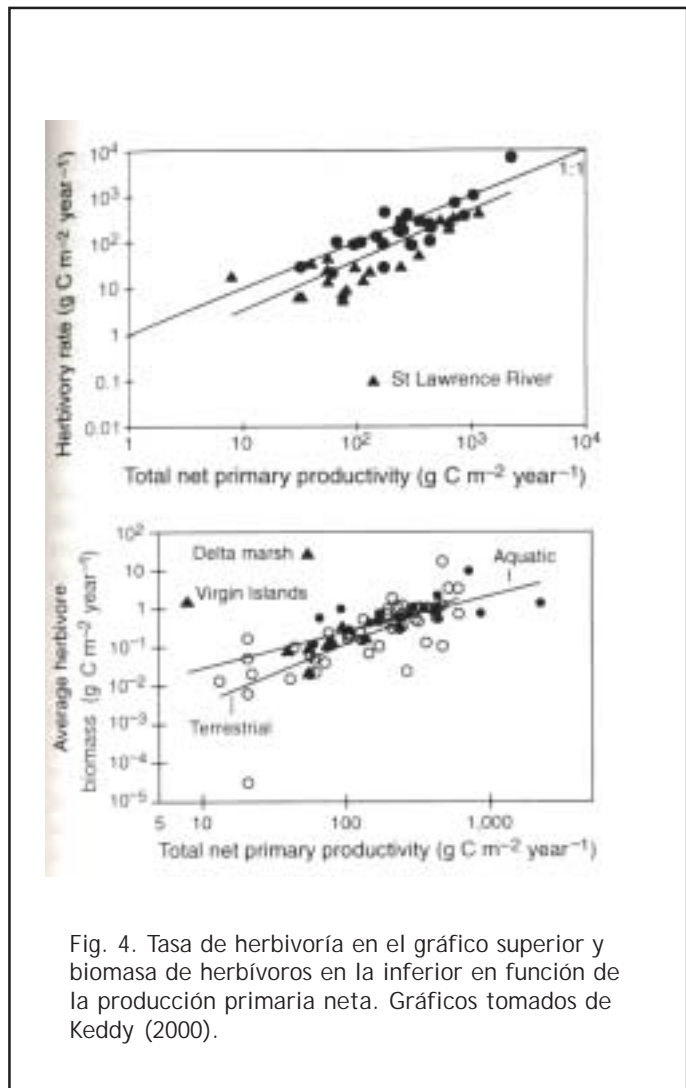 Herbivory rate (g C m⁻² year⁻¹)
10⁴
10³
10²
10
1
0.1
0.01
1:1
▲ St Lawrence River
1
10
10²
10³
10⁴
Total net primary productivity (g C m⁻² year⁻¹)
Average herbivore
biomass (g C m⁻² year⁻¹)
10²
10
1
10⁻¹
10⁻²
10⁻³
10⁻⁴
10⁻⁵
Delta marsh ▲
Virgin Islands
Aquatic
Terrestrial
5
10
100
1,000
Total net primary productivity (g C m⁻² year⁻¹)
Fig. 4. Tasa de herbivoría en el gráfico superior y
biomasa de herbívoros en la inferior en función de
la producción primaria neta. Gráficos tomados de
Keddy (2000).